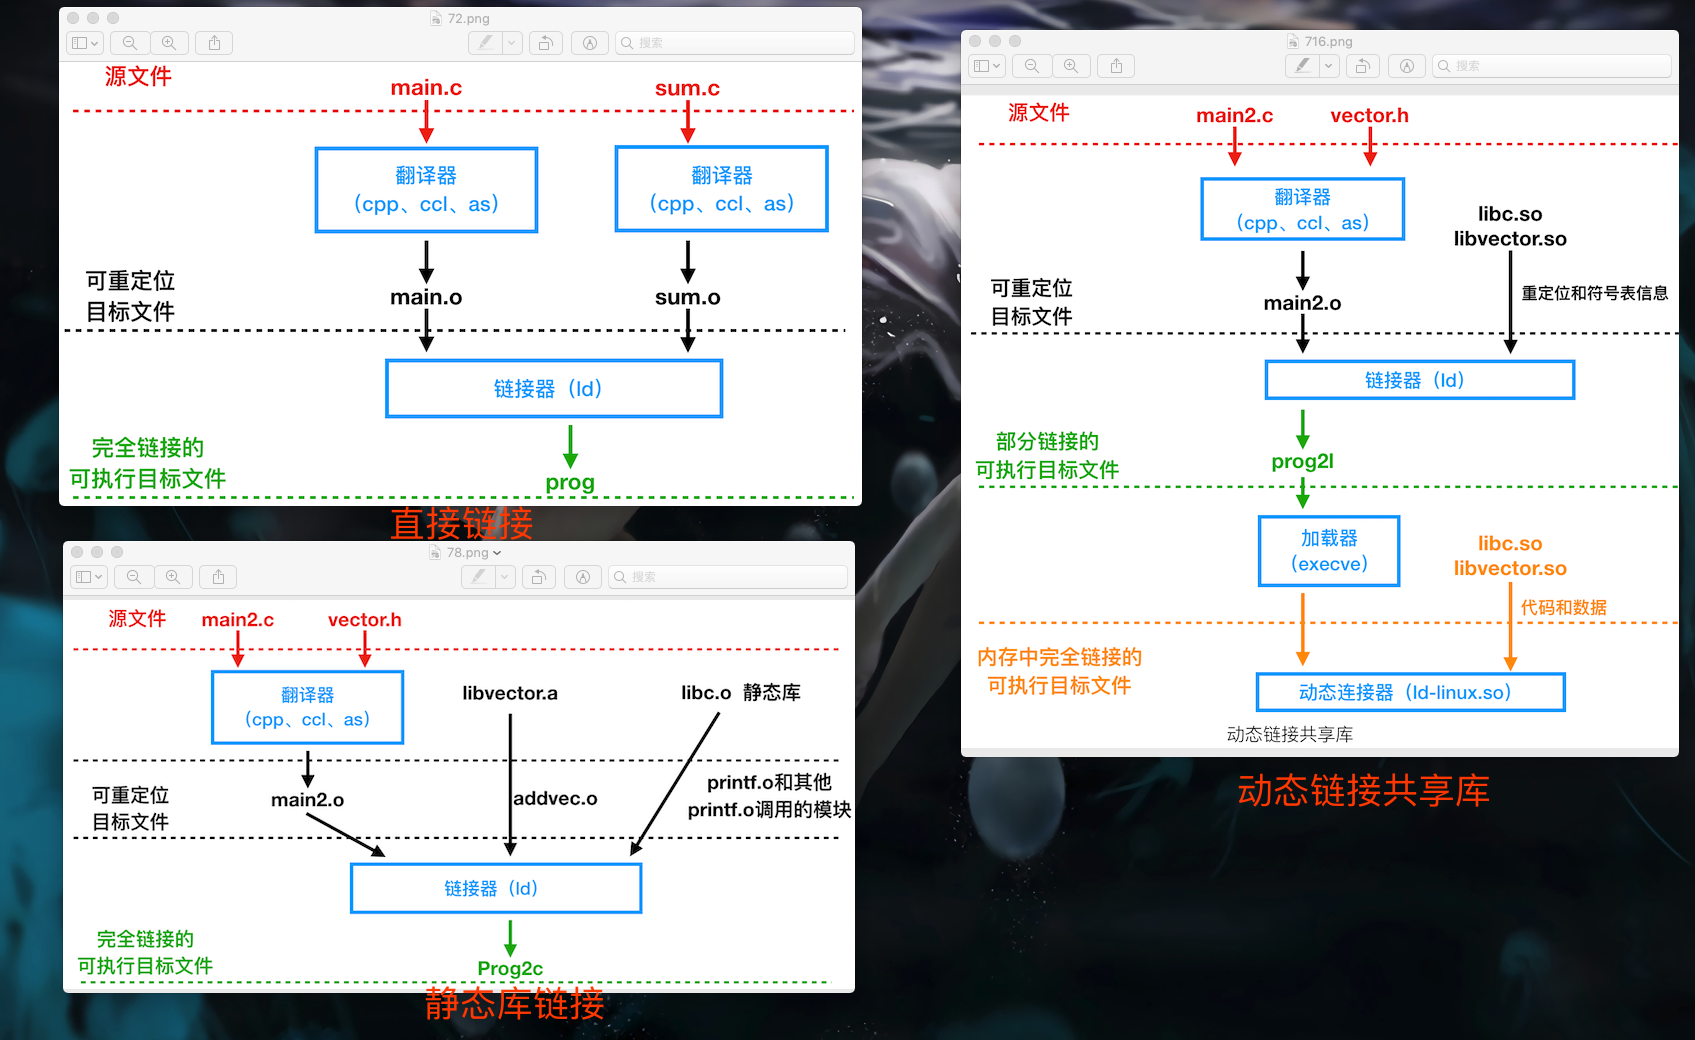 72.png
搜索
源文件
main.c
sum.c
翻译器
（cpp、ccl、as）
翻译器
（cpp、ccl、as）
可重定位
目标文件
main.o
sum.o
链接器（ld）
完全链接的
可执行目标文件
prog
直接链接
78.png
搜索
源文件
main2.c
vector.h
翻译器
（cpp、ccl、as）
libvector.a
libc.o 静态库
可重定位
目标文件
main2.o
addvec.o
printf.o和其他
printf.o调用的模块
链接器（ld）
完全链接的
可执行目标文件
Prog2c
静态库链接
716.png
搜索
源文件
main2.c
vector.h
翻译器
（cpp、ccl、as）
libc.so
libvector.so
可重定位
目标文件
main2.o
重定位和符号表信息
链接器（ld）
部分链接的
可执行目标文件
prog2l
加载器
（execve）
libc.so
libvector.so
代码和数据
内存中完全链接的
可执行目标文件
动态连接器（ld-linux.so）
动态链接共享库
动态链接共享库